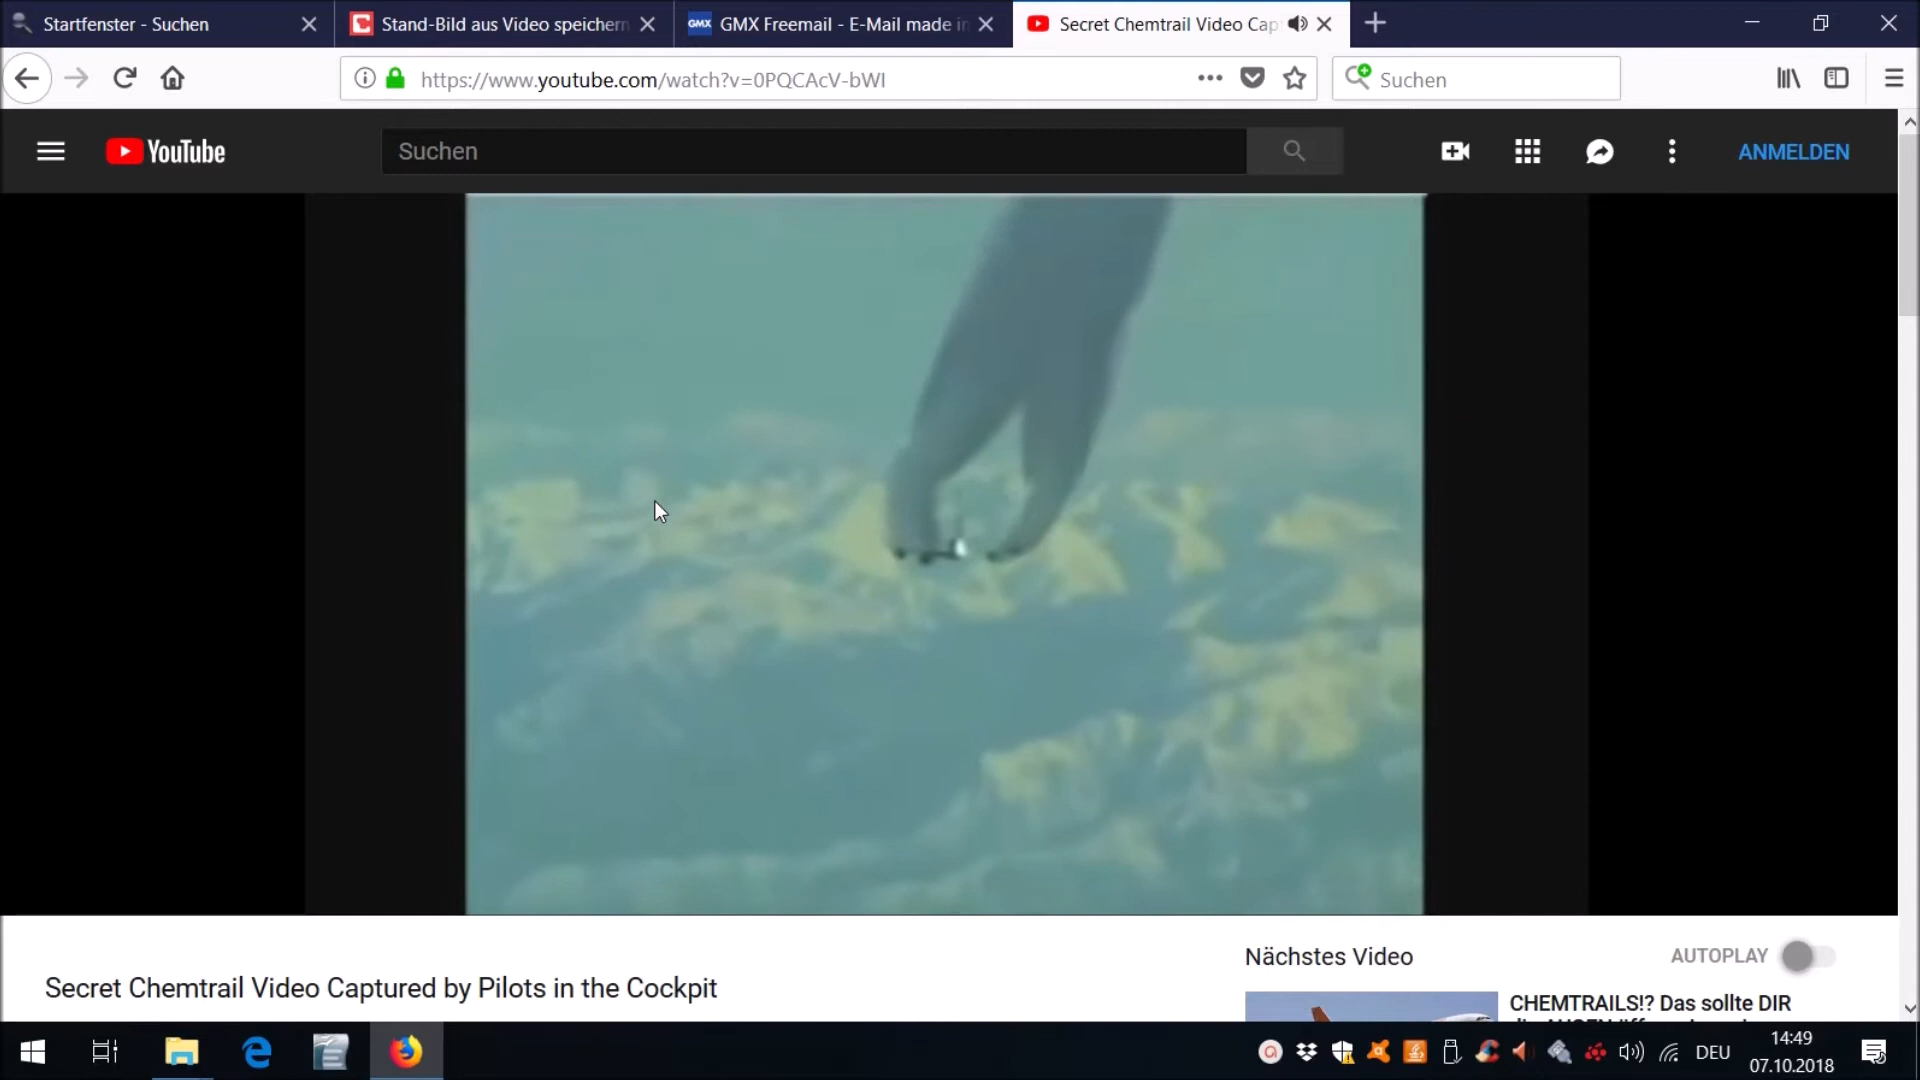 Startfenster - Suchen
Stand-Bild aus Video speichern
GMX
GMX Freemail - E-Mail made in
Secret Chemtrail Video Cap
https://www.youtube.com/watch?v=0PQCAcV-bWI
Suchen
YouTube
Suchen
ANMELDEN
Nächstes Video
AUTOPLAY
Secret Chemtrail Video Captured by Pilots in the Cockpit
CHEMTRAILS!? Das sollte DIR
DEU
14:49
07.10.2018